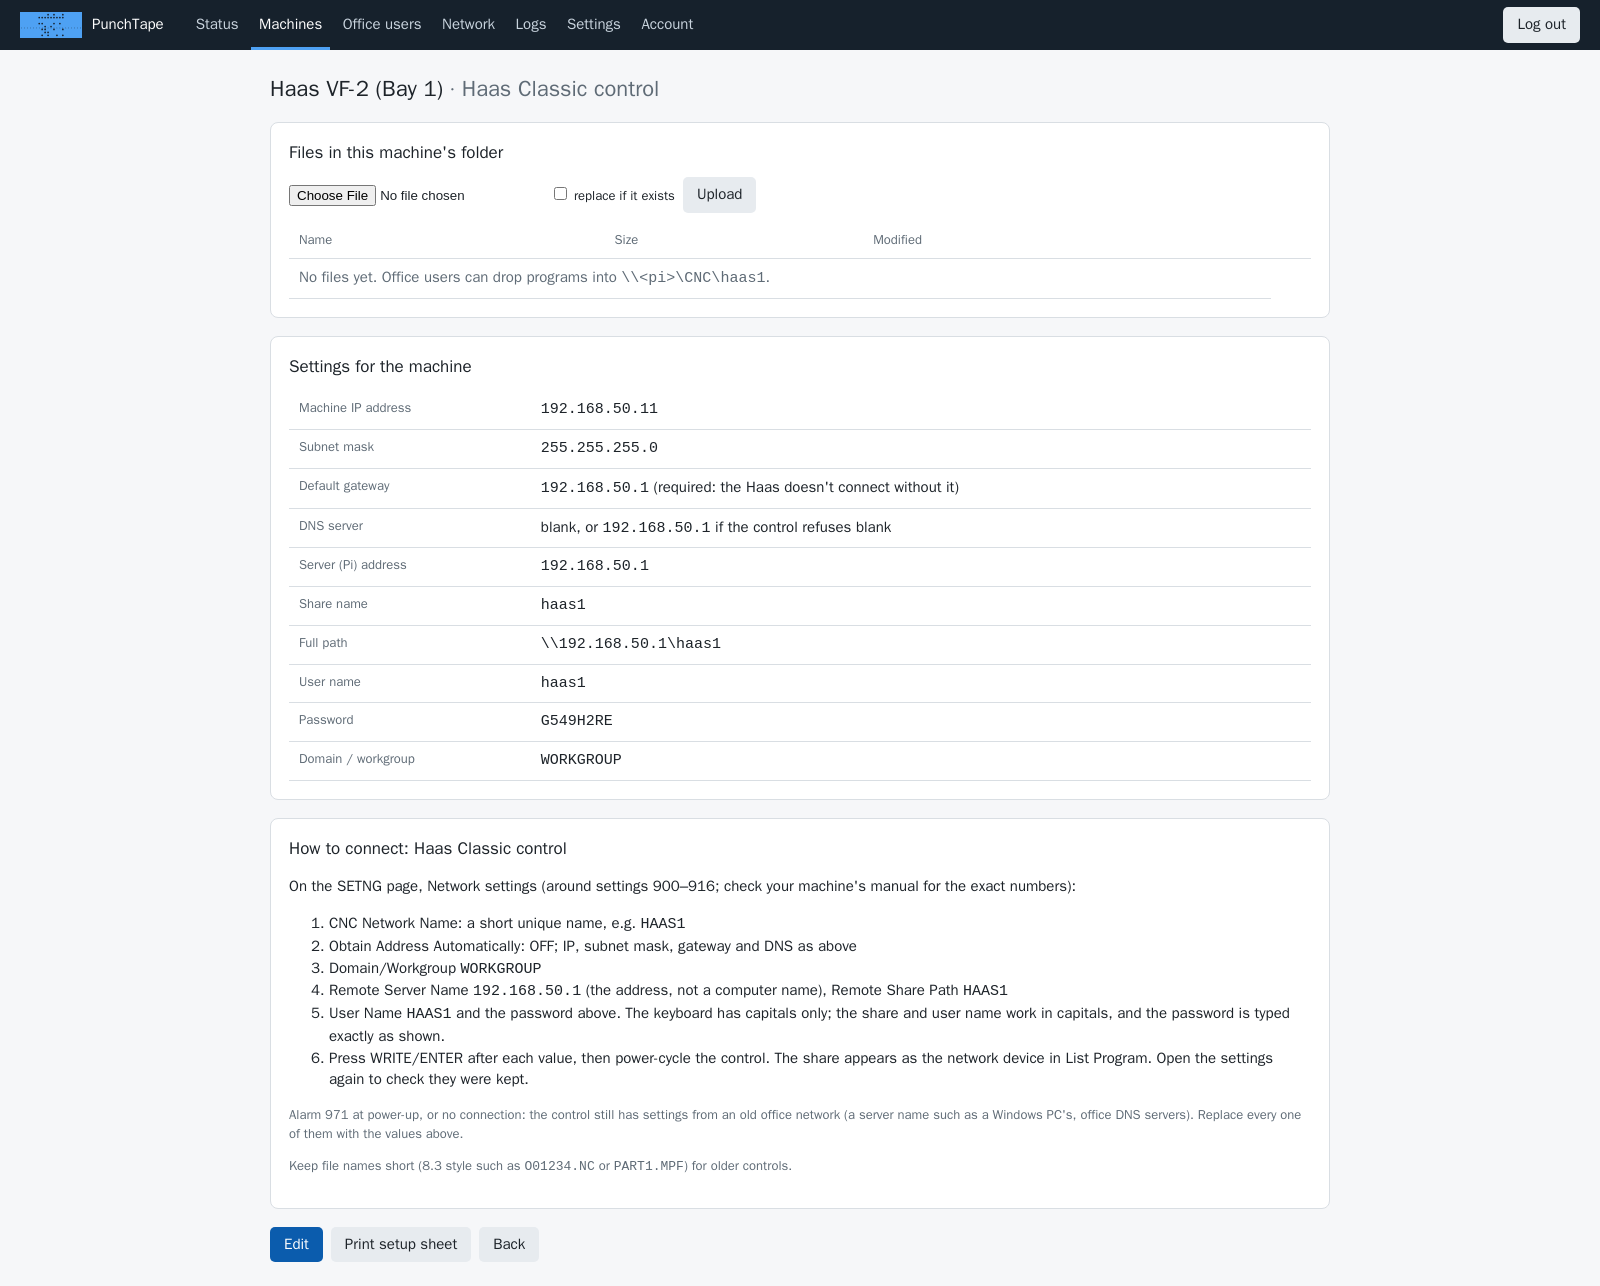 PunchTape Status Machines Office users Network Logs Settings Account Log out
Haas VF-2 (Bay 1) · Haas Classic control
Files in this machine's folder
Choose File No file chosen replace if it exists Upload
Name Size Modified
No files yet. Office users can drop programs into \\<pi>\CNC\haas1.
Settings for the machine
Machine IP address 192.168.50.11
Subnet mask 255.255.255.0
Default gateway 192.168.50.1 (required: the Haas doesn't connect without it)
DNS server blank, or 192.168.50.1 if the control refuses blank
Server (Pi) address 192.168.50.1
Share name haas1
Full path \\192.168.50.1\haas1
User name haas1
Password G549H2RE
Domain / workgroup WORKGROUP
How to connect: Haas Classic control
On the SETNG page, Network settings (around settings 900–916; check your machine's manual for the exact numbers):
1. CNC Network Name: a short unique name, e.g. HAAS1
2. Obtain Address Automatically: OFF; IP, subnet mask, gateway and DNS as above
3. Domain/Workgroup WORKGROUP
4. Remote Server Name 192.168.50.1 (the address, not a computer name), Remote Share Path HAAS1
5. User Name HAAS1 and the password above. The keyboard has capitals only; the share and user name work in capitals, and the password is typed
exactly as shown.
6. Press WRITE/ENTER after each value, then power-cycle the control. The share appears as the network device in List Program. Open the settings
again to check they were kept.
Alarm 971 at power-up, or no connection: the control still has settings from an old office network (a server name such as a Windows PC's, office DNS servers). Replace every one
of them with the values above.
Keep file names short (8.3 style such as O01234.NC or PART1.MPF) for older controls.
Edit Print setup sheet Back